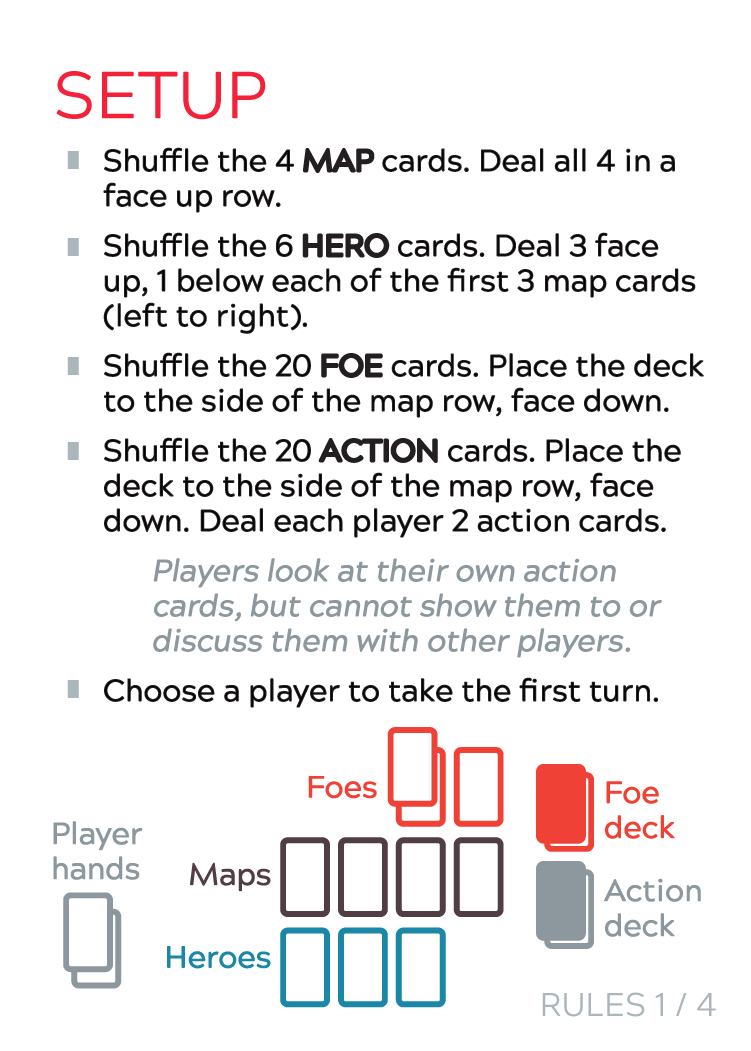 SETUP
Shuffle the 4 MAP cards. Deal all 4 in a
face up row.
Shuffle the 6 HERO cards. Deal 3 face
up, 1 below each of the first 3 map cards
(left to right).
Shuffle the 20 FOE cards. Place the deck
to the side of the map row, face down.
Shuffle the 20 ACTION cards. Place the
deck to the side of the map row, face
down. Deal each player 2 action cards.
Players look at their own action
cards, but cannot show them to or
discuss them with other players.
Choose a player to take the first turn.
Foes
Foe
deck
Player
hands
Maps
Action
deck
Heroes
RULES 1 / 4